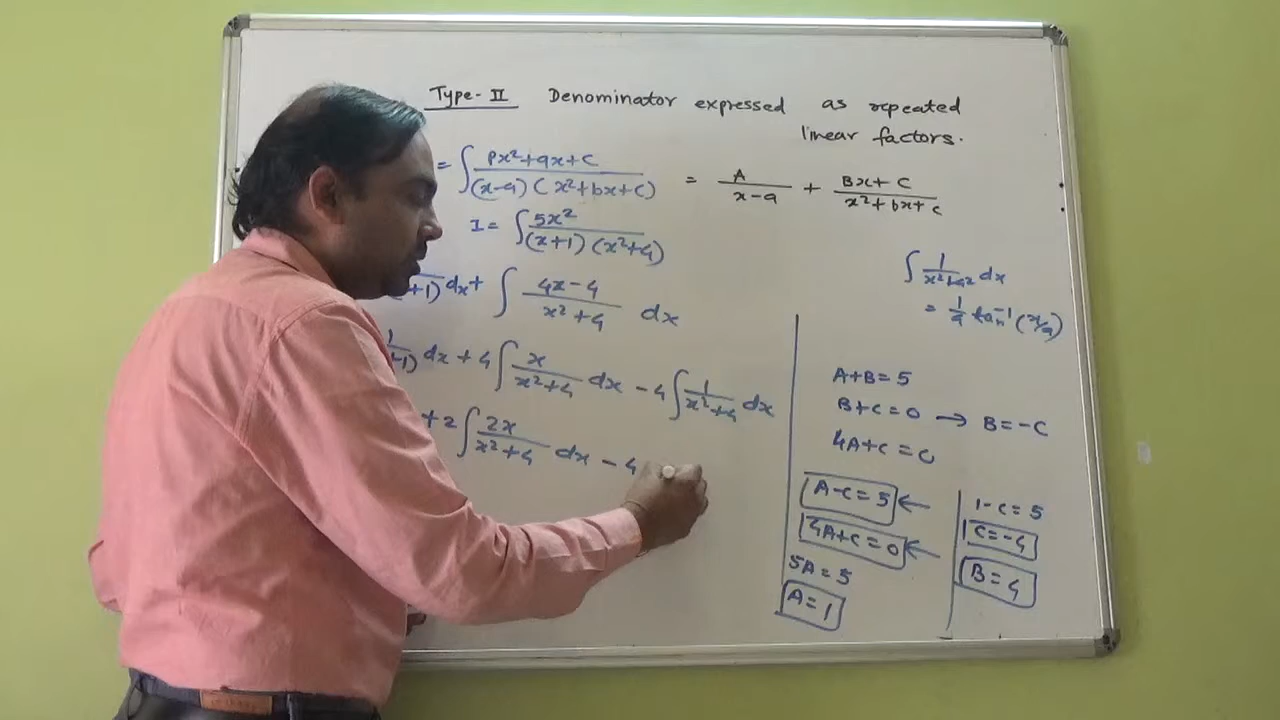 Type-II Denominator expressed as repeated
linear factors.
= ∫ px²+qx+c / (x-a)(x²+bx+c) = A / x-a + Bx+C / x²+bx+c
I = ∫ 5x² / (x+1)(x²+4)
+1) dx + ∫ 4x-4 / x²+4 dx
+1) dx + 4 ∫ x / x²+4 dx - 4 ∫ 1 / x²+4 dx
+ 2 ∫ 2x / x²+4 dx - 4
∫ 1 / x²+a² dx
= 1/a tan⁻¹ (x/a)
A+B=5
B+C=0 → B=-C
4A+C=0
A-C=5 ←
4A+C=0 ←
5A=5
A=1
1-C=5
C=-4
B=4